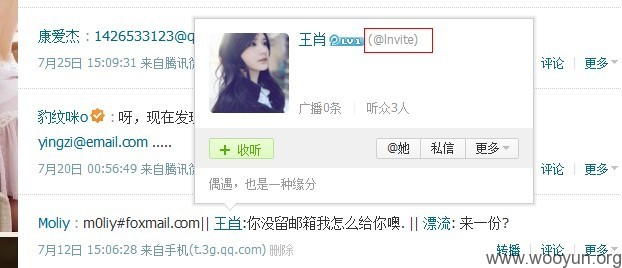 康爱杰：1426533123@q
7月25日 15:09:31 来自腾讯微
评论 更多
王肖 LV1 (@Invite)
广播0条 听众3人
+ 收听
@她 私信 更多
偶遇，也是一种缘分
豹纹咪o：呀，现在发现
yingzi@email.com .....
7月20日 00:56:49 来自腾讯微
评论 更多
Moliy：m0liy#foxmail.com|| 王肖:你没留邮箱我怎么给你噢. || 漂流: 来一份?
7月12日 15:06:28 来自手机(t.3g.qq.com) 删除
转播 评论 更多
www.wooyun.org